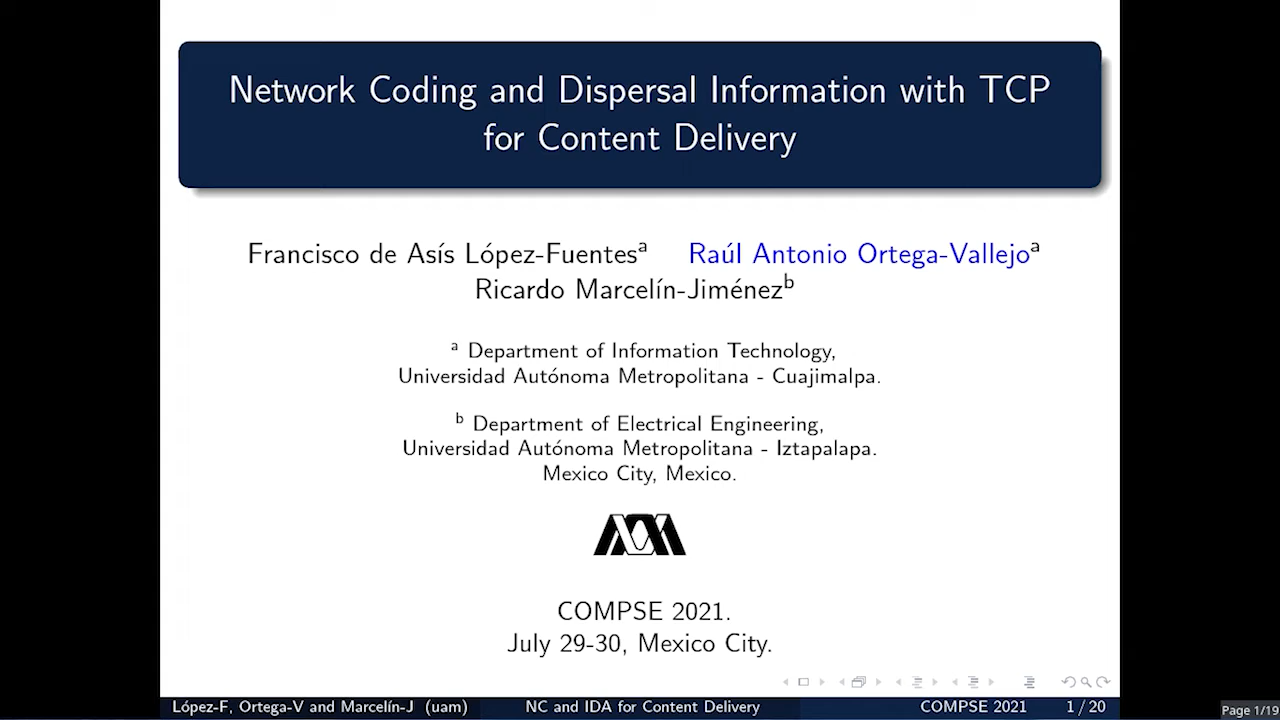 Network Coding and Dispersal Information with TCP
for Content Delivery
Francisco de Asís López-Fuentesᵃ Raúl Antonio Ortega-Vallejoᵃ
Ricardo Marcelín-Jiménezᵇ
ᵃ Department of Information Technology,
Universidad Autónoma Metropolitana - Cuajimalpa.
ᵇ Department of Electrical Engineering,
Universidad Autónoma Metropolitana - Iztapalapa.
Mexico City, Mexico.
COMPSE 2021.
July 29-30, Mexico City.
López-F, Ortega-V and Marcelín-J (uam) NC and IDA for Content Delivery COMPSE 2021 1 / 20
Page 1/19